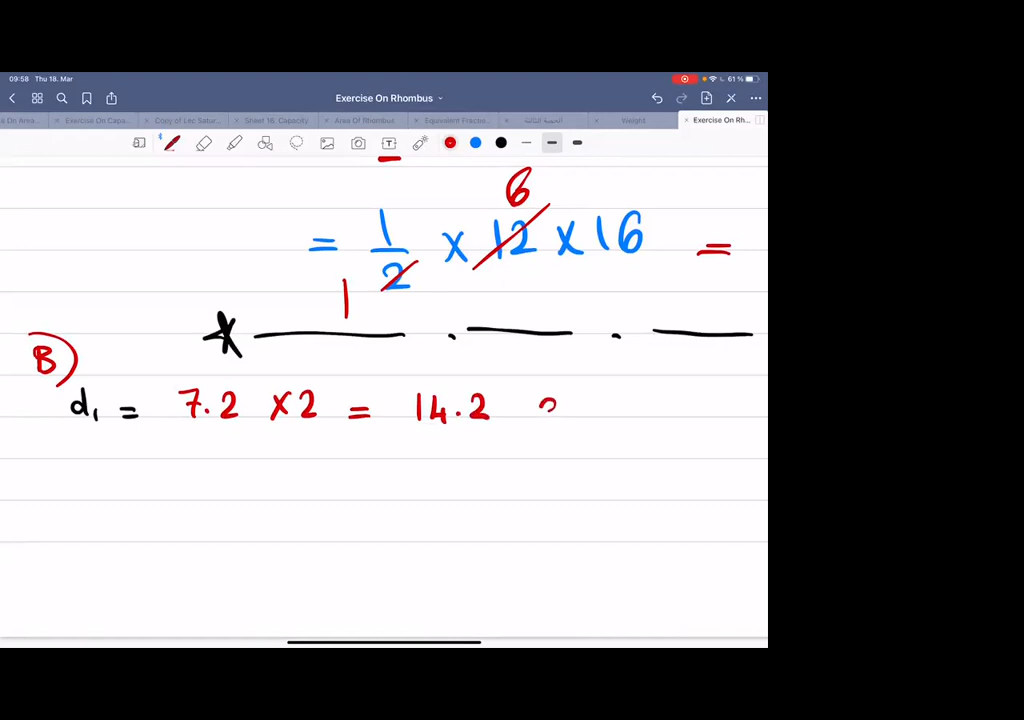 09:58 Thu 18. Mar
61 %
Exercise On Rhombus
Exercise On Capa...
Copy of Lec Satur...
Sheet 16. Capacity
Area Of Rhombus
Equivalent Fractio...
Weight
Exercise On Rh...
6
= 1/2 × 12 × 16 =
1
B)
d₁ = 7.2 × 2 = 14.2